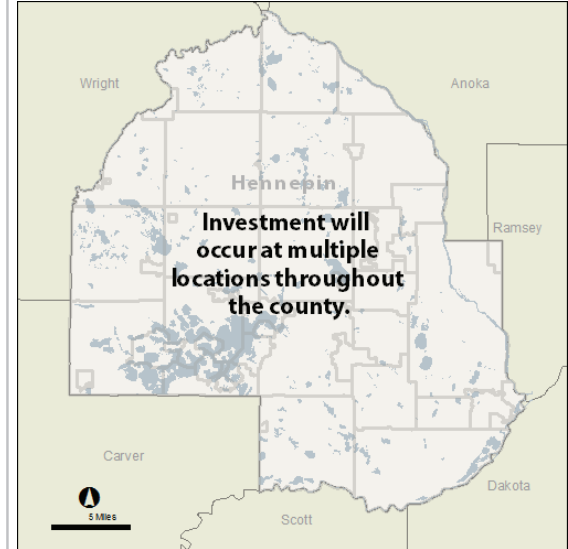 Wright
Anoka
Hennepin
Ramsey
Investment will
occur at multiple
locations throughout
the county.
Carver
Dakota
5 Miles
Scott